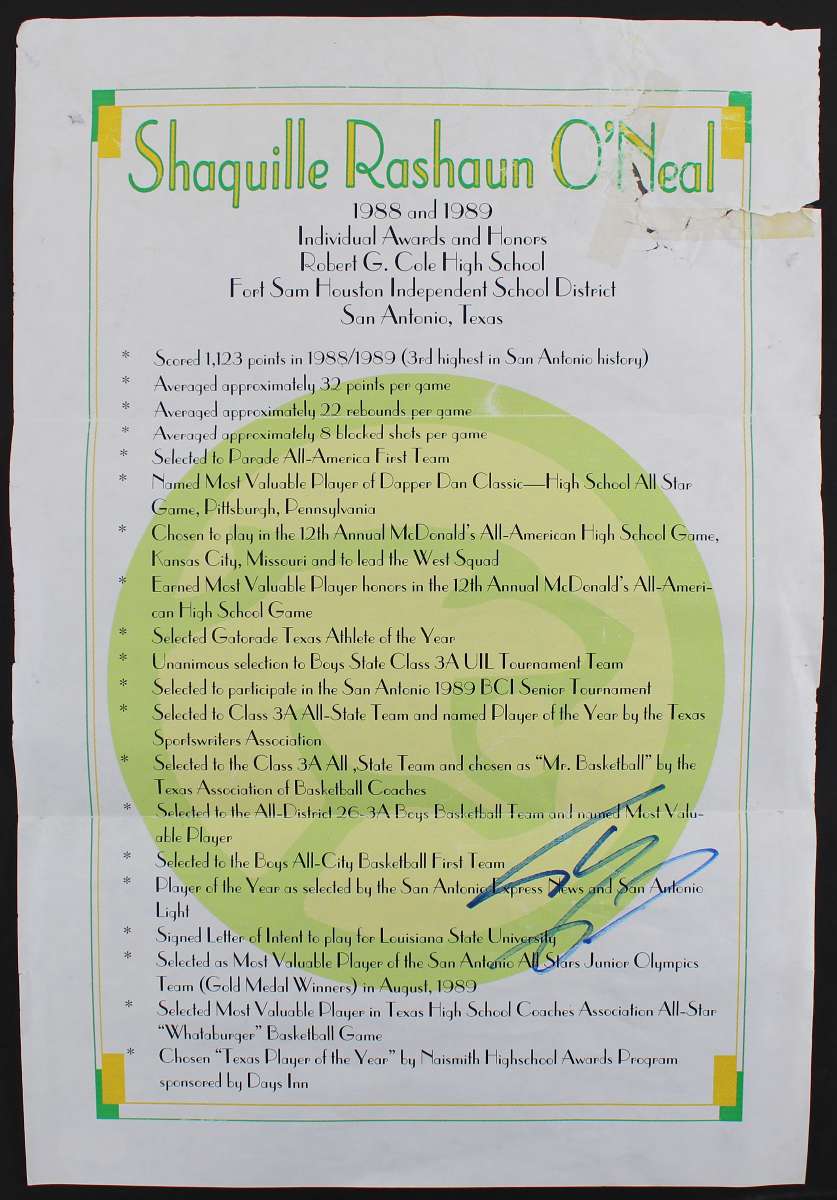 Shaquille Rashaun O'Neal
1988 and 1989
Individual Awards and Honors
Robert G. Cole High School
Fort Sam Houston Independent School District
San Antonio, Texas
* Scored 1,123 points in 1988/1989 (3rd highest in San Antonio history)
* Averaged approximately 32 points per game
* Averaged approximately 22 rebounds per game
* Averaged approximately 8 blocked shots per game
* Selected to Parade All-America First Team
* Named Most Valuable Player of Dapper Dan Classic—High School All Star
Game, Pittsburgh, Pennsylvania
* Chosen to play in the 12th Annual McDonald's All-American High School Game,
Kansas City, Missouri and to lead the West Squad
* Earned Most Valuable Player honors in the 12th Annual McDonald's All-Ameri-
can High School Game
* Selected Gatorade Texas Athlete of the Year
* Unanimous selection to Boys State Class 3A UIL Tournament Team
* Selected to participate in the San Antonio 1989 BCI Senior Tournament
* Selected to Class 3A All-State Team and named Player of the Year by the Texas
Sportswriters Association
* Selected to the Class 3A All ,State Team and chosen as "Mr. Basketball" by the
Texas Association of Basketball Coaches
* Selected to the All-District 26-3A Boys Basketball Team and named Most Valu-
able Player
* Selected to the Boys All-City Basketball First Team
* Player of the Year as selected by the San Antonio Express News and San Antonio
Light
* Signed Letter of Intent to play for Louisiana State University
* Selected as Most Valuable Player of the San Antonio All Stars Junior Olympics
Team (Gold Medal Winners) in August, 1989
* Selected Most Valuable Player in Texas High School Coaches Association All-Star
"Whataburger" Basketball Game
* Chosen "Texas Player of the Year" by Naismith Highschool Awards Program
sponsored by Days Inn